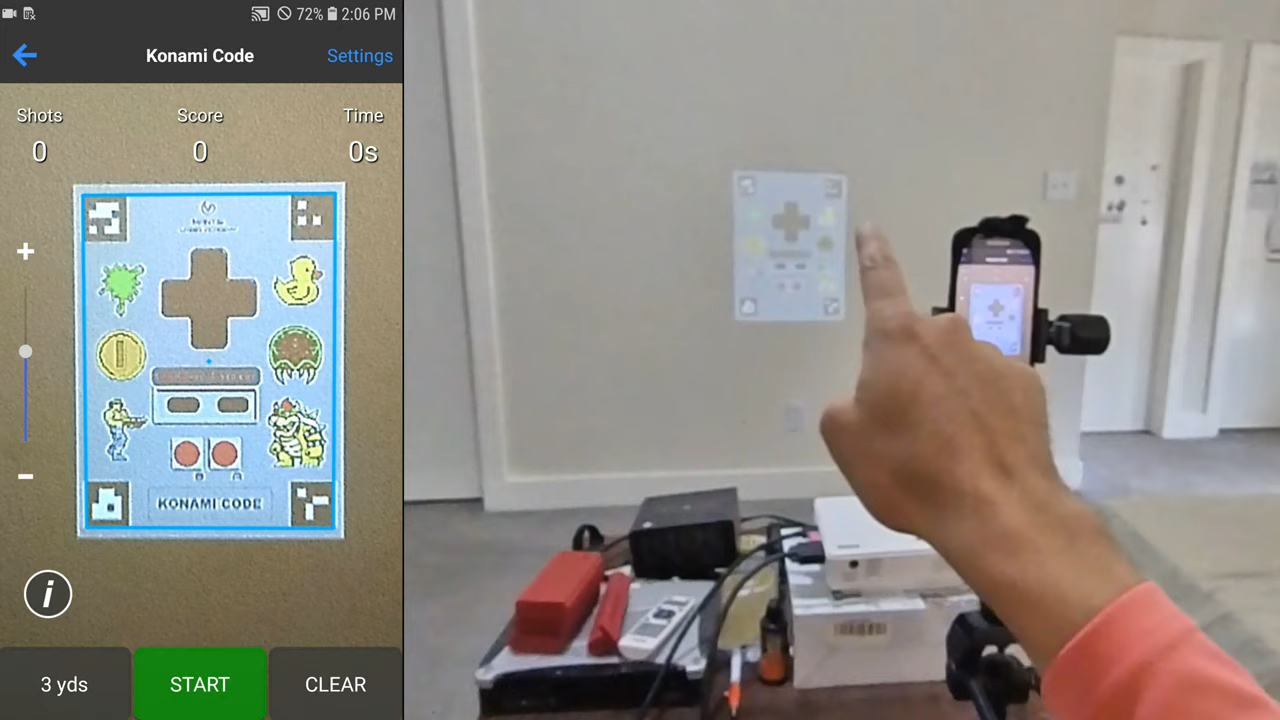 72% 2:06 PM
Konami Code
Settings
Shots
Score
Time
0
0
0s
+
KONAMI CODE
i
3 yds
START
CLEAR